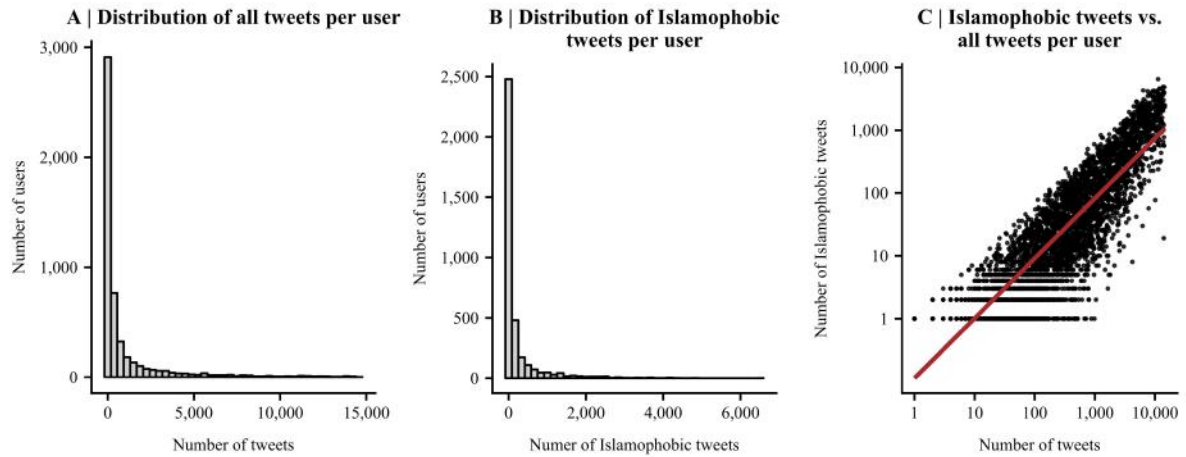 A | Distribution of all tweets per user
3,000
2,000
1,000
0
Number of users
0 5,000 10,000 15,000
Number of tweets
B | Distribution of Islamophobic
tweets per user
2,500
2,000
1,500
1,000
500
0
Number of users
0 2,000 4,000 6,000
Numer of Islamophobic tweets
C | Islamophobic tweets vs.
all tweets per user
10,000
1,000
100
10
1
Number of Islamophobic tweets
1 10 100 1,000 10,000
Number of tweets